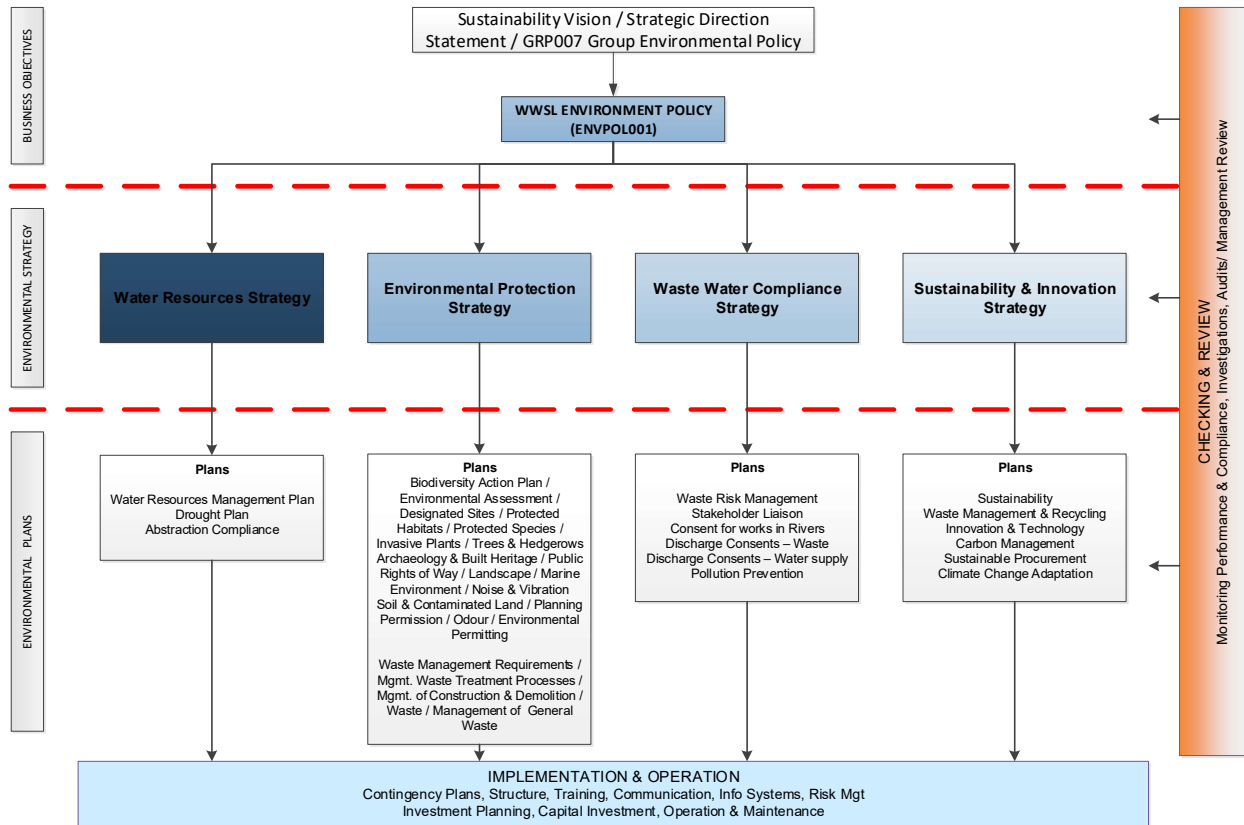 Sustainability Vision / Strategic Direction
Statement / GRP007 Group Environmental Policy
BUSINESS OBJECTIVES
WWSL ENVIRONMENT POLICY
(ENVPOL001)
ENVIRONMENTAL STRATEGY
Water Resources Strategy
Environmental Protection
Strategy
Waste Water Compliance
Strategy
Sustainability & Innovation
Strategy
ENVIRONMENTAL PLANS
Plans
Water Resources Management Plan
Drought Plan
Abstraction Compliance
Plans
Biodiversity Action Plan /
Environmental Assessment /
Designated Sites / Protected
Habitats / Protected Species /
Invasive Plants / Trees & Hedgerows
Archaeology & Built Heritage / Public
Rights of Way / Landscape / Marine
Environment / Noise & Vibration
Soil & Contaminated Land / Planning
Permission / Odour / Environmental
Permitting
Waste Management Requirements /
Mgmt. Waste Treatment Processes /
Mgmt. of Construction & Demolition /
Waste / Management of General
Waste
Plans
Waste Risk Management
Stakeholder Liaison
Consent for works in Rivers
Discharge Consents – Waste
Discharge Consents – Water supply
Pollution Prevention
Plans
Sustainability
Waste Management & Recycling
Innovation & Technology
Carbon Management
Sustainable Procurement
Climate Change Adaptation
CHECKING & REVIEW
Monitoring Performance & Compliance, Investigations, Audits/ Management Review
IMPLEMENTATION & OPERATION
Contingency Plans, Structure, Training, Communication, Info Systems, Risk Mgt
Investment Planning, Capital Investment, Operation & Maintenance